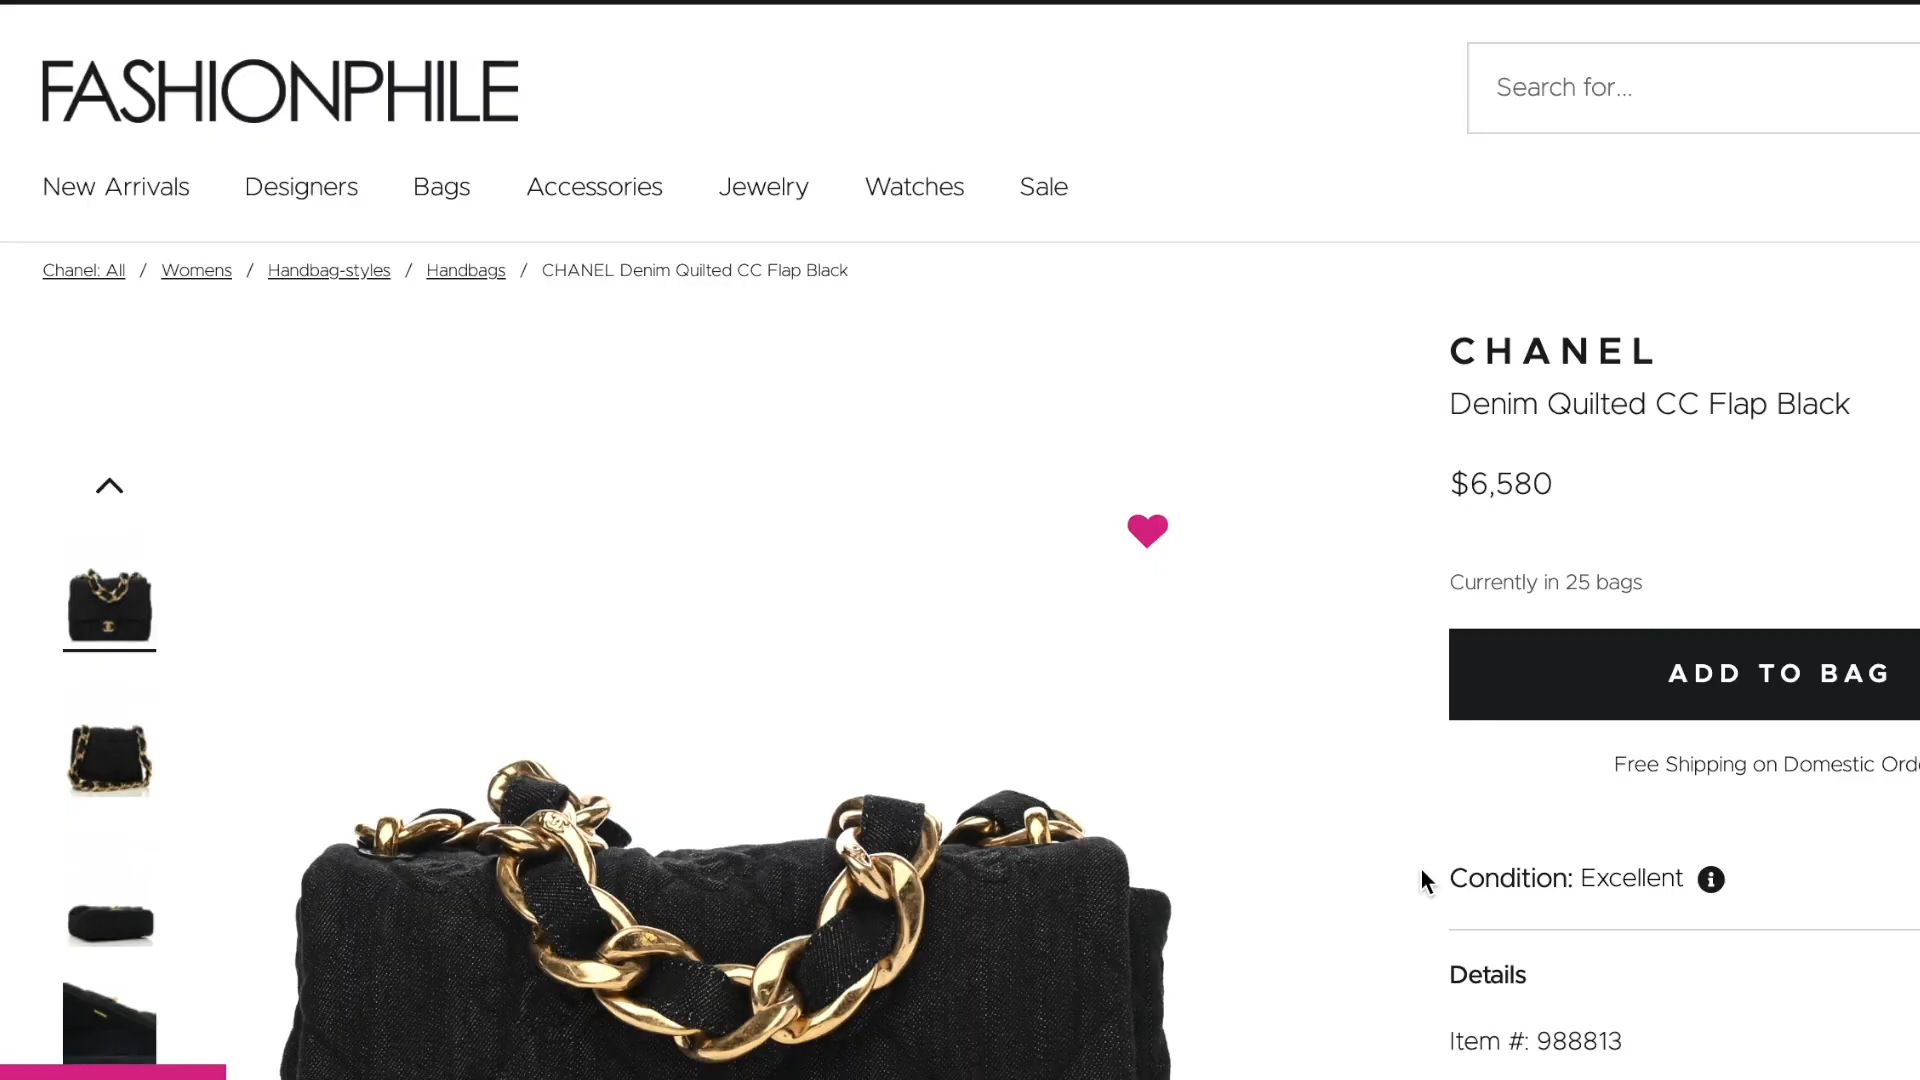 FASHIONPHILE
Search for...
New Arrivals Designers Bags Accessories Jewelry Watches Sale
Chanel: All / Womens / Handbag-styles / Handbags / CHANEL Denim Quilted CC Flap Black
CHANEL
Denim Quilted CC Flap Black
$6,580
Currently in 25 bags
ADD TO BAG
Free Shipping on Domestic
Condition: Excellent
Details
Item #: 988813